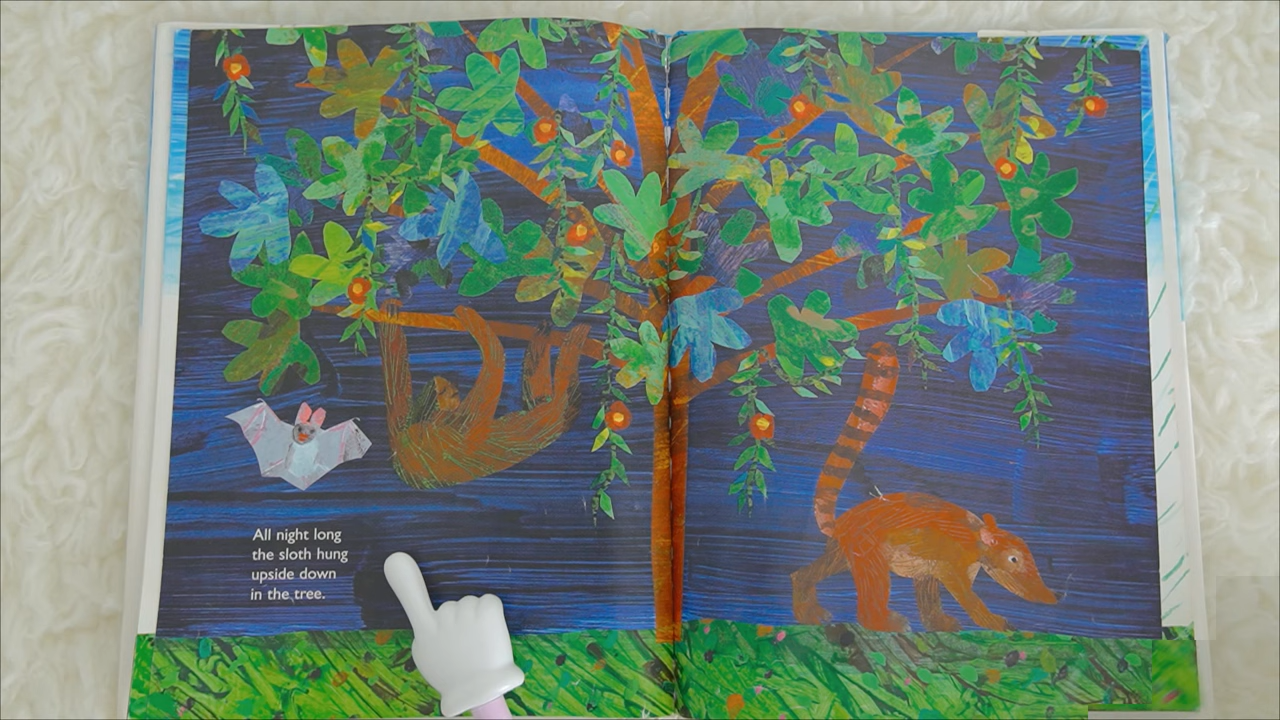 All night long
the sloth hung
upside down
in the tree.